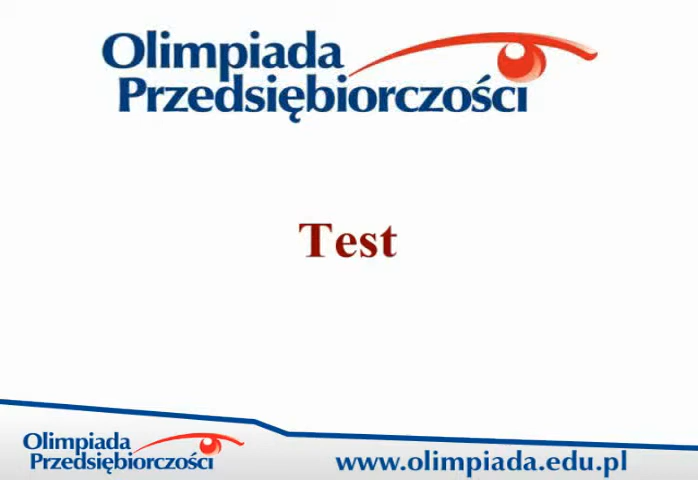 Olimpiada
Przedsiębiorczości
Test
Olimpiada
Przedsiębiorczości
www.olimpiada.edu.pl